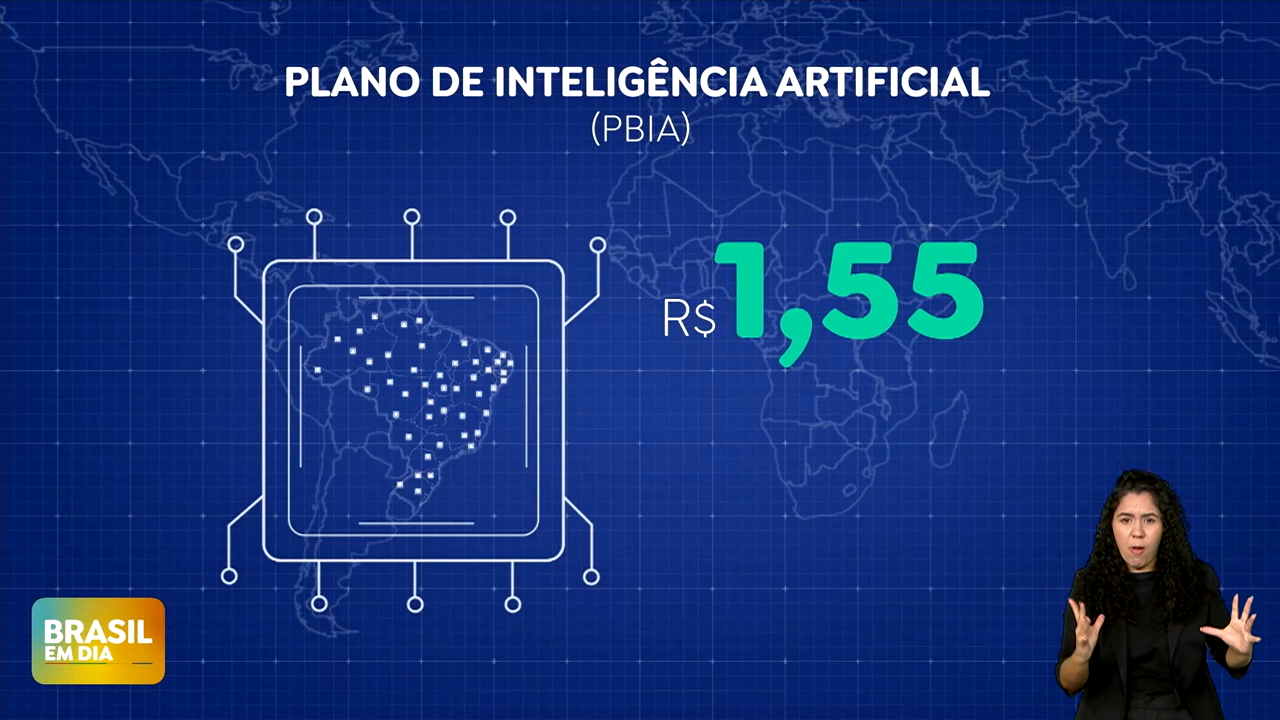 PLANO DE INTELIGÊNCIA ARTIFICIAL
(PBIA)
R$1,55
BRASIL
EM DIA